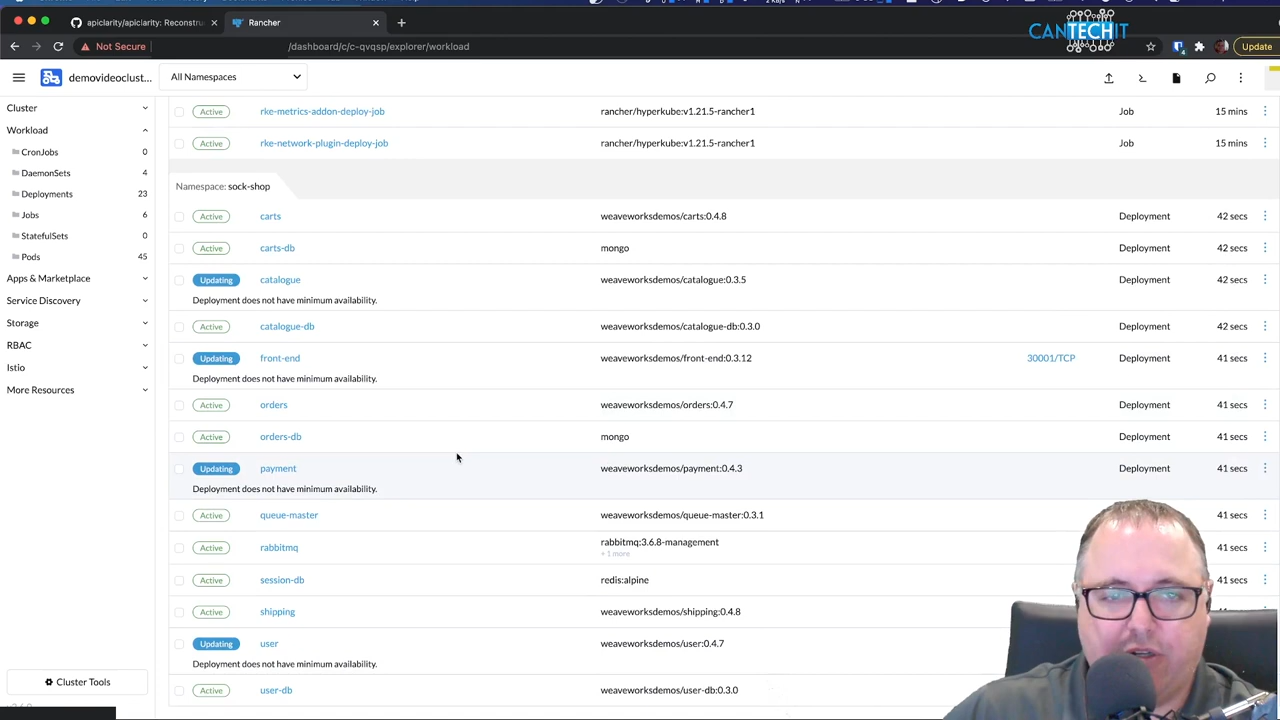 apiclarity/apiclarity: Reconstru
Rancher
CANTECHIT
Not Secure
/dashboard/c/c-qvqsp/explorer/workload
Update
demovideoclust...
All Namespaces
Cluster
Workload
CronJobs 0
DaemonSets 4
Deployments 23
Jobs 6
StatefulSets 0
Pods 45
Apps & Marketplace
Service Discovery
Storage
RBAC
Istio
More Resources
Cluster Tools
Active rke-metrics-addon-deploy-job rancher/hyperkube:v1.21.5-rancher1 Job 15 mins
Active rke-network-plugin-deploy-job rancher/hyperkube:v1.21.5-rancher1 Job 15 mins
Namespace: sock-shop
Active carts weaveworksdemos/carts:0.4.8 Deployment 42 secs
Active carts-db mongo Deployment 42 secs
Updating catalogue weaveworksdemos/catalogue:0.3.5 Deployment 42 secs
Deployment does not have minimum availability.
Active catalogue-db weaveworksdemos/catalogue-db:0.3.0 Deployment 42 secs
Updating front-end weaveworksdemos/front-end:0.3.12 30001/TCP Deployment 41 secs
Deployment does not have minimum availability.
Active orders weaveworksdemos/orders:0.4.7 Deployment 41 secs
Active orders-db mongo Deployment 41 secs
Updating payment weaveworksdemos/payment:0.4.3 Deployment 41 secs
Deployment does not have minimum availability.
Active queue-master weaveworksdemos/queue-master:0.3.1 41 secs
Active rabbitmq rabbitmq:3.6.8-management 41 secs
+ 1 more
Active session-db redis:alpine 41 secs
Active shipping weaveworksdemos/shipping:0.4.8 41 secs
Updating user weaveworksdemos/user:0.4.7
Deployment does not have minimum availability.
Active user-db weaveworksdemos/user-db:0.3.0